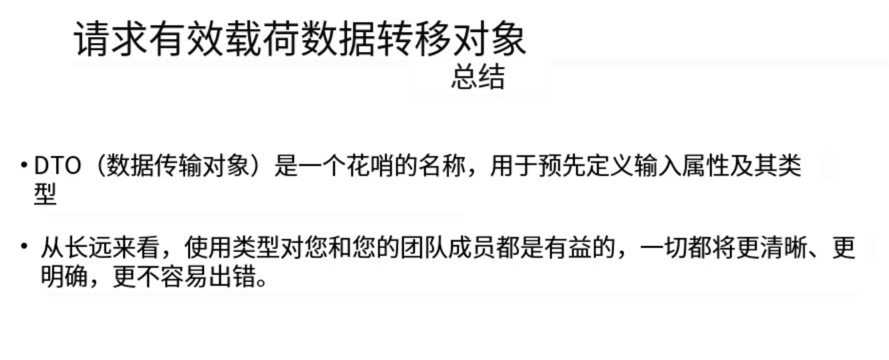 请求有效载荷数据转移对象
总结
• DTO（数据传输对象）是一个花哨的名称，用于预先定义输入属性及其类
型
• 从长远来看，使用类型对您和您的团队成员都是有益的，一切都将更清晰、更
明确，更不容易出错。